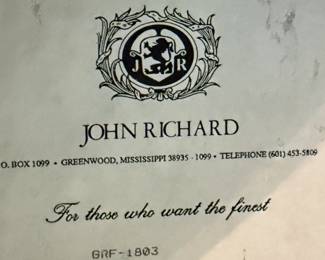 J R
JOHN RICHARD
O. BOX 1099 • GREENWOOD, MISSISSIPPI 38935 - 1099 • TELEPHONE (601) 453-5809
For those who want the finest
GRF-1803